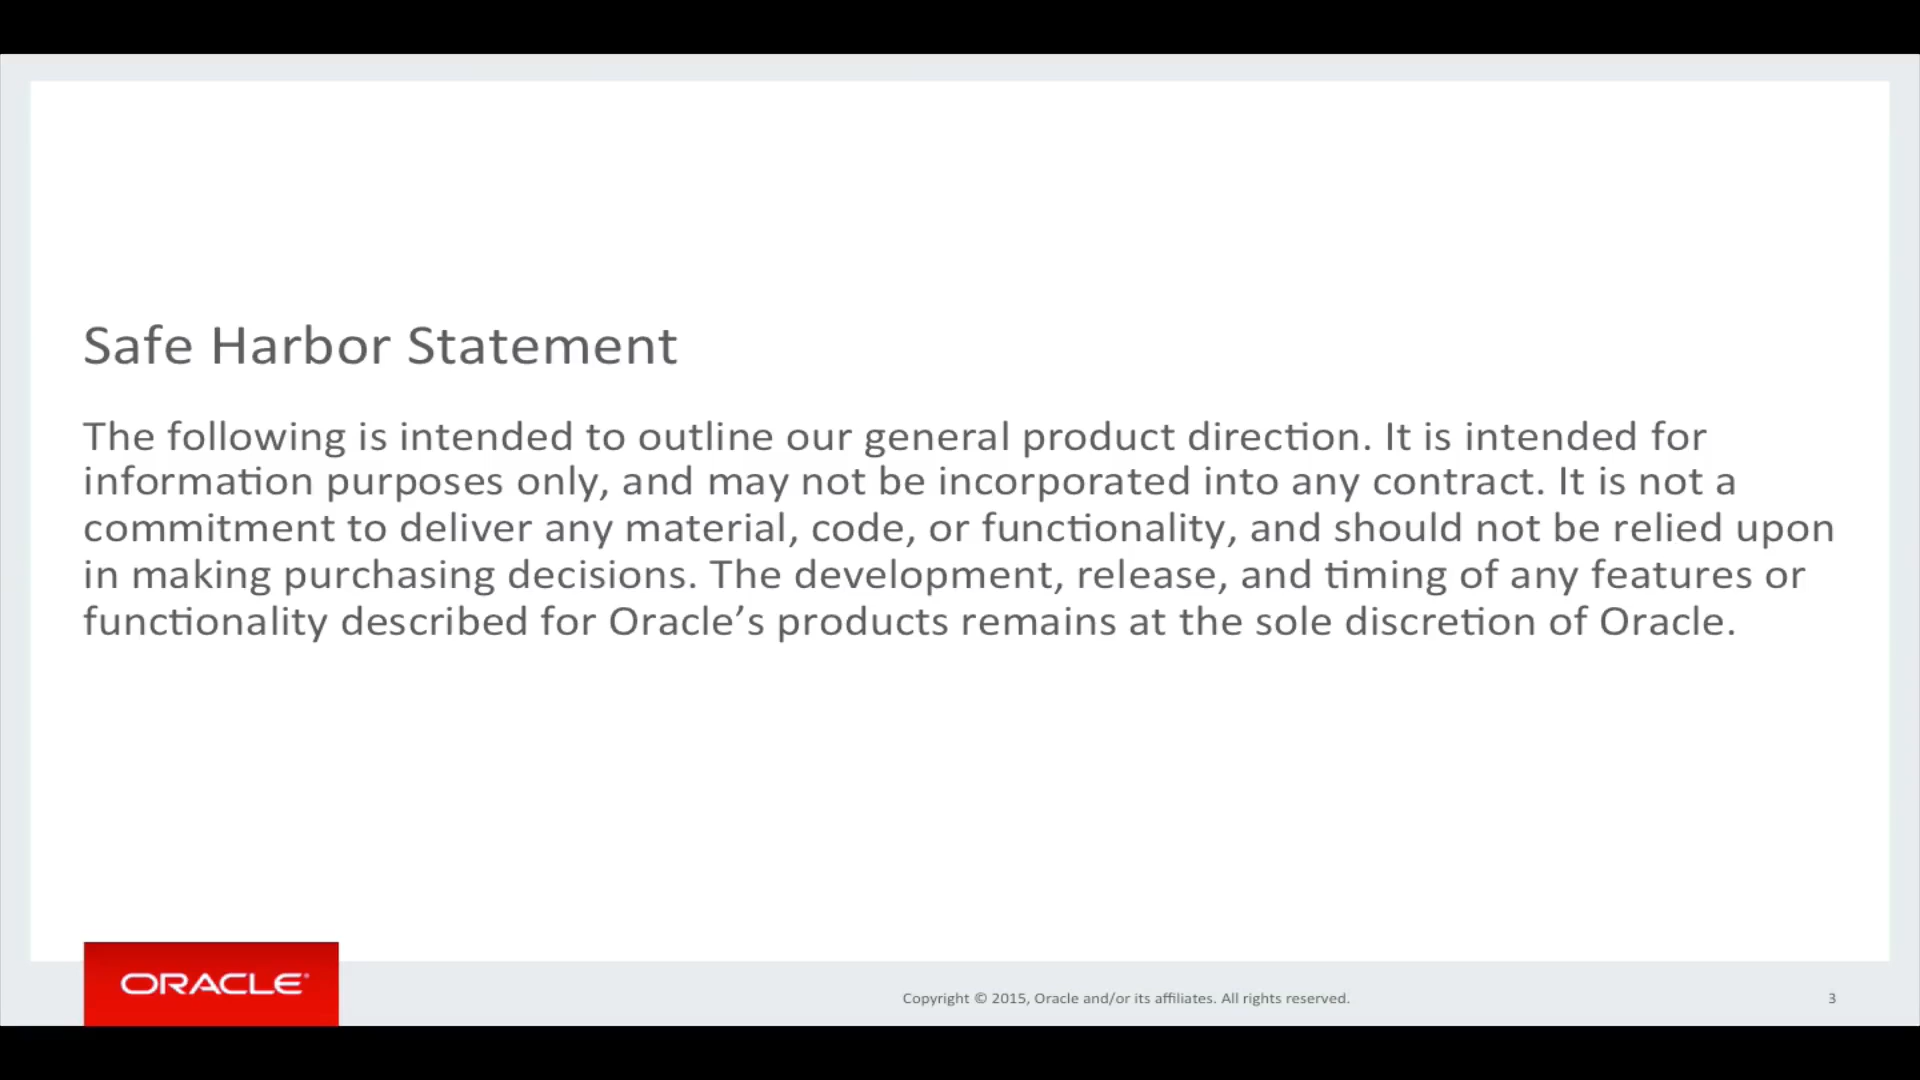 Safe Harbor Statement
The following is intended to outline our general product direction. It is intended for
information purposes only, and may not be incorporated into any contract. It is not a
commitment to deliver any material, code, or functionality, and should not be relied upon
in making purchasing decisions. The development, release, and timing of any features or
functionality described for Oracle’s products remains at the sole discretion of Oracle.
ORACLE®
Copyright © 2015, Oracle and/or its affiliates. All rights reserved.
3